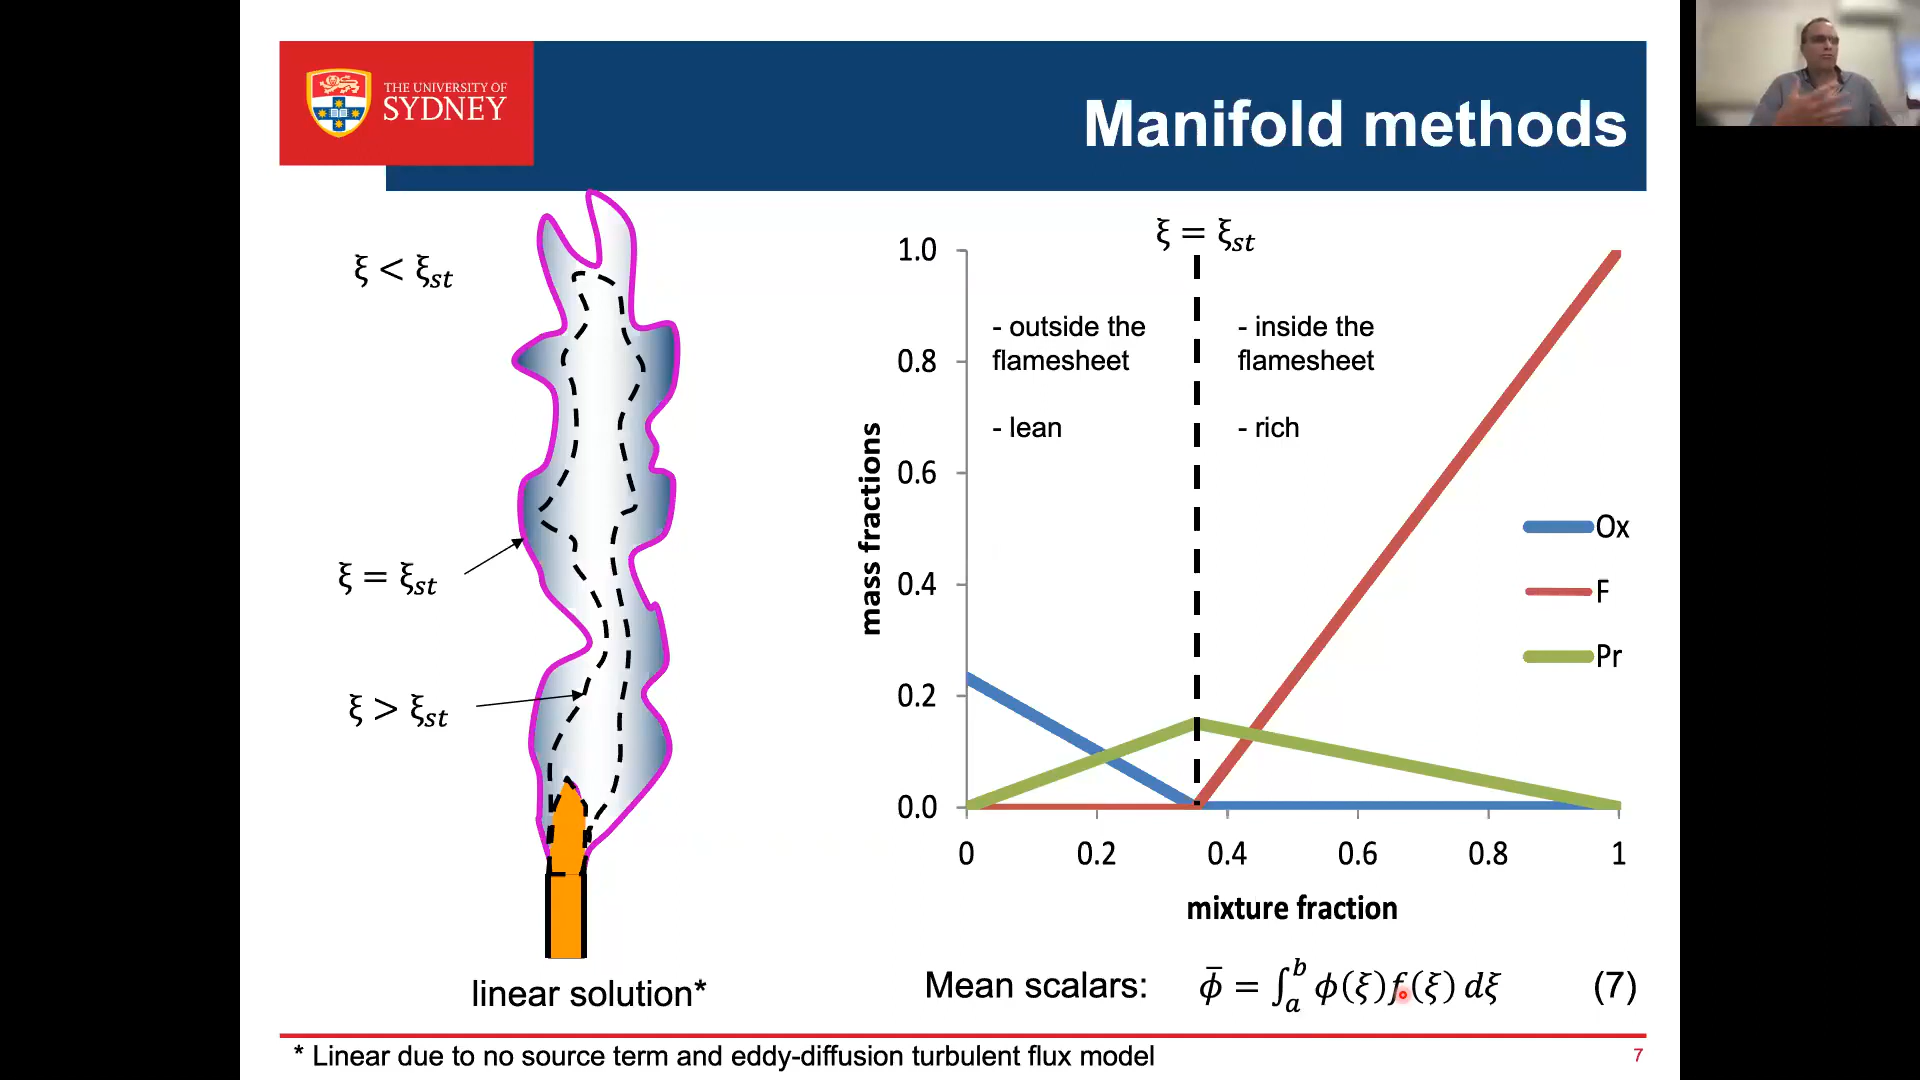 THE UNIVERSITY OF
SYDNEY
Manifold methods
ξ < ξst
ξ = ξst
ξ > ξst
linear solution*
ξ = ξst
1.0
0.8
0.6
0.4
0.2
0.0
mass fractions
- outside the
flamesheet
- lean
- inside the
flamesheet
- rich
Ox
F
Pr
0 0.2 0.4 0.6 0.8 1
mixture fraction
Mean scalars: ϕ̄ = ∫ₐᵇ ϕ(ξ)f(ξ) dξ (7)
* Linear due to no source term and eddy-diffusion turbulent flux model
7